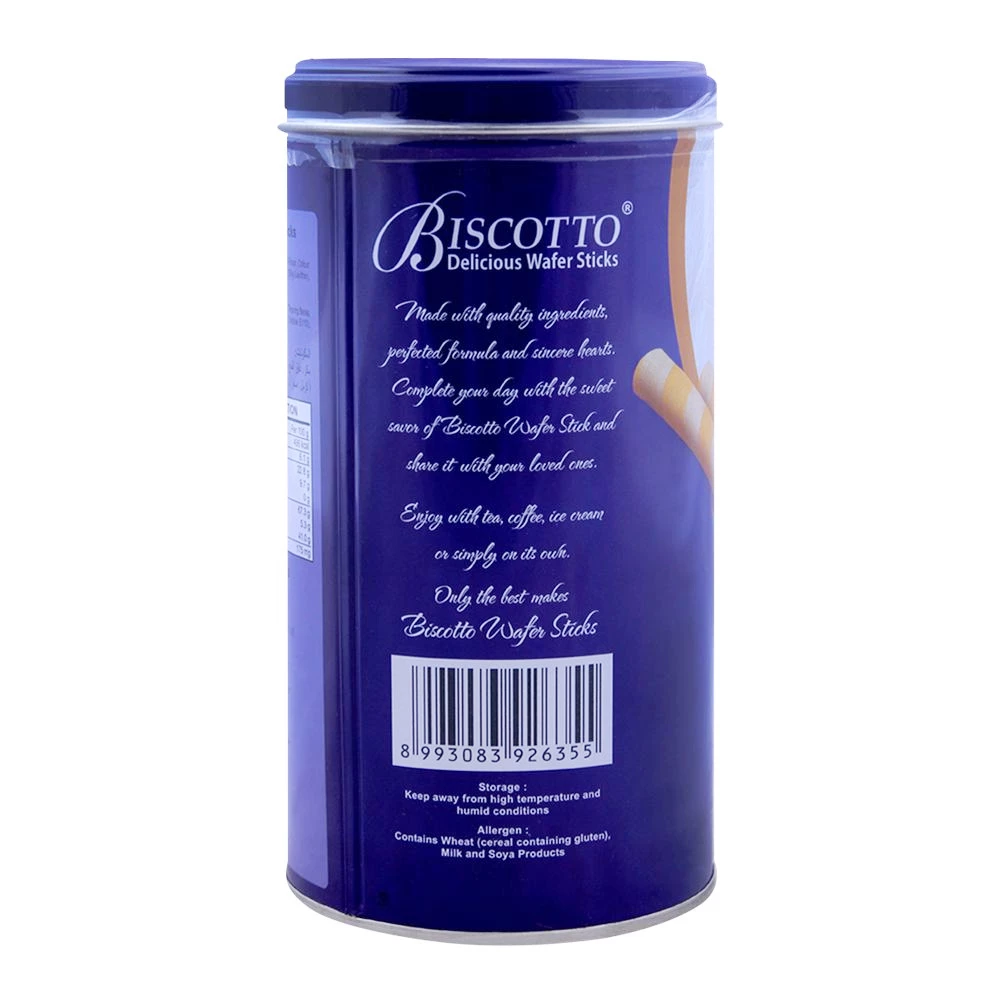 BISCOTTO®
Delicious Wafer Sticks
Made with quality ingredients,
perfected formula and sincere hearts.
Complete your day with the sweet
savor of Biscotto Wafer Stick and
share it with your loved ones.
Enjoy with tea, coffee, ice cream
or simply on its own.
Only the best makes
Biscotto Wafer Sticks
8 993083 926355
Storage :
Keep away from high temperature and
humid conditions
Allergen :
Contains Wheat (cereal containing gluten),
Milk and Soya Products